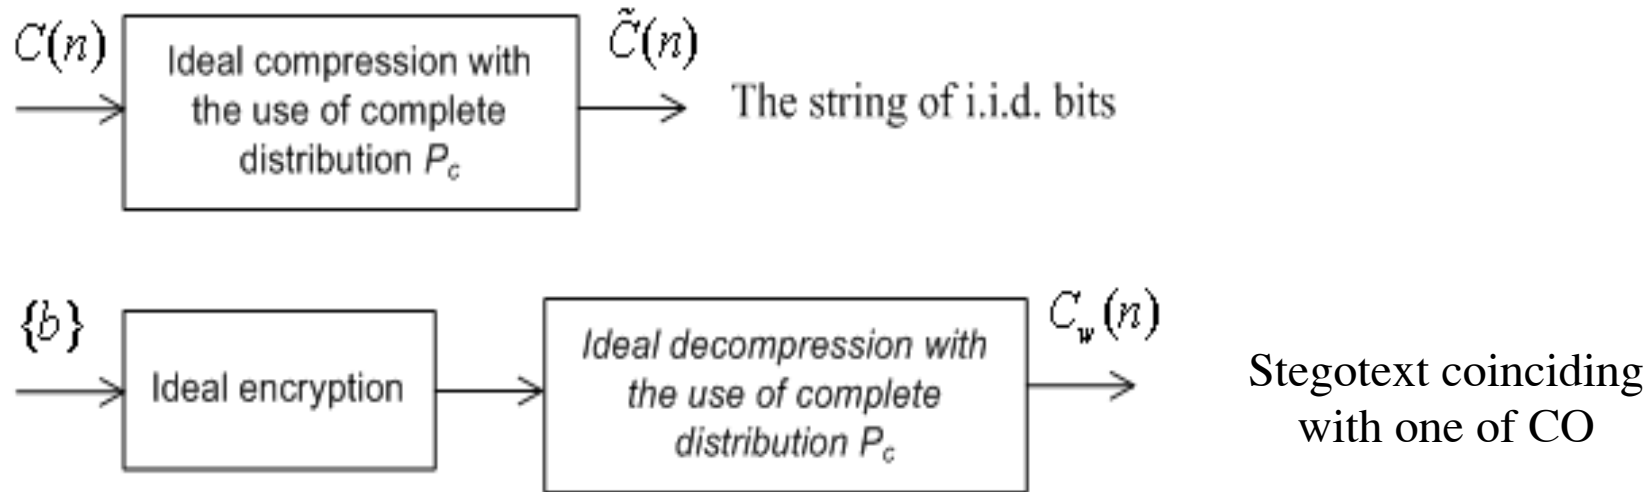 C(n)
Ideal compression with
the use of complete
distribution P_c
C̃(n)
The string of i.i.d. bits
{b}
Ideal encryption
Ideal decompression with
the use of complete
distribution P_c
C_w(n)
Stegotext coinciding
with one of CO